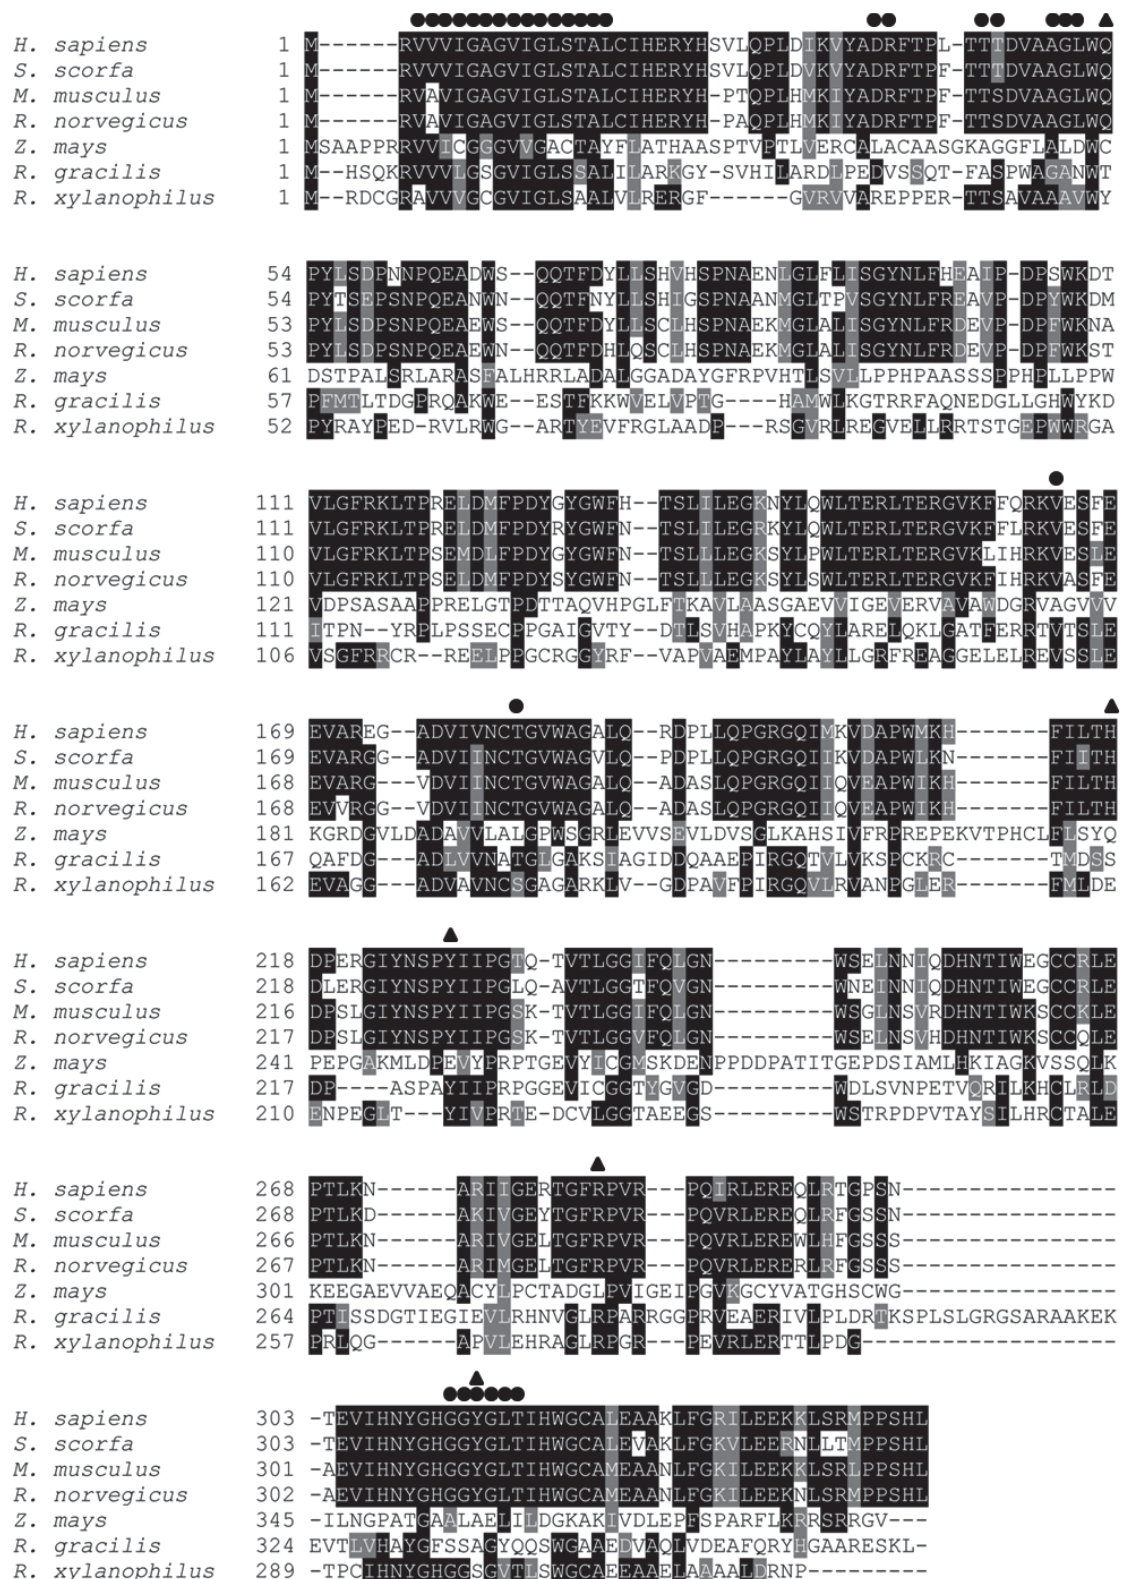 H. sapiens 1 M------RVVVIGAGVIGLSTALCIHERYHSVLQPLDIKVYADRFTPL-TTTDVAAGLWQ
S. scorfa 1 M------RVVVIGAGVIGLSTALCIHERYHSVLQPLDVKVYADRFTPF-TTTDVAAGLWQ
M. musculus 1 M------RVAVIGAGVIGLSTALCIHERYH-PTQPLHMKIYADRFTPF-TTSDVAAGLWQ
R. norvegicus 1 M------RVAVIGAGVIGLSTALCIHERYH-PAQPLHMKIYADRFTPF-TTSDVAAGLWQ
Z. mays 1 MSAAPPRRVVICGGGVVGACTAYFLATHAASPTVPTLVERCALACAASGKAGGFLALDWC
R. gracilis 1 M--HSQKRVVVLGSGVIGLSSALILARKGY-SVHILARDLPEDVSSQT-FASPWAGANWT
R. xylanophilus 1 M--RDCGRAVVVGCGVIGLSAALVLRERGF------GVRVVAREPPER-TTSAVAAAVWY
H. sapiens 54 PYLSDPNNPQEADWS--QQTFDYLLSHVHSPNAENLGLFLISGYNLFHEAIP-DPSWKDT
S. scorfa 54 PYTSEPSNPQEANWN--QQTFNYLLSHIGSPNAANMGLTPVSGYNLFREAVP-DPYWKDM
M. musculus 53 PYLSDPSNPQEAEWS--QQTFDYLLSCLHSPNAEKMGLALISGYNLFRDEVP-DPFWKNA
R. norvegicus 53 PYLSDPSNPQEAEWN--QQTFDHLQSCLHSPNAEKMGLALISGYNLFRDEVP-DPFWKST
Z. mays 61 DSTPALSRLARASFALHRRLADALGGADAYGFRPVHTLSVLLPPHPAASSSPPHPLLPPW
R. gracilis 57 PFMTLTDGPRQAKWE--ESTFKKWVELVPTG----HAMWLKGTRRFAQNEDGLLGHWYKD
R. xylanophilus 52 PYRAYPED-RVLRWG--ARTYEVFRGLAADP---RSGVRLREGVELLRRTSTGEPWWRGA
H. sapiens 111 VLGFRKLTPRELDMFPDYGYGWFH--TSLILEGKNYLQWLTERLTERGVKFFQRKVESFE
S. scorfa 111 VLGFRKLTPRELDMFPDYRYGWFN--TSLILEGRKYLQWLTERLTERGVKFFLRKVESFE
M. musculus 110 VLGFRKLTPSEMDLFPDYGYGWFN--TSLLLEGKSYLPWLTERLTERGVKLIHRKVESLE
R. norvegicus 110 VLGFRKLTPSELDMFPDYSYGWFN--TSLLLEGKSYLSWLTERLTERGVKFIHRKVASFE
Z. mays 121 VDPSASAAPPRELGTPDTTAQVHPGLFTKAVLAASGAEVVIGEVERVAVAWDGRVAGVVV
R. gracilis 111 ITPN--YRPLPSSECPPGAIGVTY--DTLSVHAPKYCQYLARELQKLGATFERRTVTSLE
R. xylanophilus 106 VSGFRRCR--REELPPGCRGGYRF--VAPVAEMPAYLAYLLGRFREAGGELELREVSSLE
H. sapiens 169 EVAREG--ADVIVNCTGVWAGALQ--RDPLLQPGRGQIMKVDAPWMKH-------FILTH
S. scorfa 169 EVARGG--ADVIINCTGVWAGVLQ--PDPLLQPGRGQIIKVDAPWLKN-------FIITH
M. musculus 168 EVARG---VDVIINCTGVWAGALQ--ADASLQPGRGQIIQVEAPWIKH-------FILTH
R. norvegicus 168 EVVRGG--VDVIINCTGVWAGALQ--ADASLQPGRGQIIQVEAPWIKH-------FILTH
Z. mays 181 KGRDGVLDADAVVLALGPWSGRLEVVSEVLDVSGLKAHSIVFRPREPEKVTPHCLFLSYQ
R. gracilis 167 QAFDG---ADLVVNATGLGAKSIAGIDDQAAEPIRGQTVLVKSPCKRC-------TMDSS
R. xylanophilus 162 EVAGG---ADVAVNCSGAGARKLV--GDPAVFPIRGQVLRVANPGLER-------FMLDE
H. sapiens 218 DPERGIYNSPYIIPGTQ-TVTLGGIFQLGN---------WSELNNIQDHNTIWEGCCRLE
S. scorfa 218 DLERGIYNSPYIIPGLQ-AVTLGGTFQVGN---------WNEINNIQDHNTIWEGCCRLE
M. musculus 216 DPSLGIYNSPYIIPGSK-TVTLGGIFQLGN---------WSGLNSVRDHNTIWKSCCKLE
R. norvegicus 217 DPSLGIYNSPYIIPGSK-TVTLGGVFQLGN---------WSELNSVHDHNTIWKSCCQLE
Z. mays 241 PEPGAKMLDPEVYPRPTGEVYICGMSKDENPPDDPATITGEPDSIAMLHKIAGKVSSQLK
R. gracilis 217 DP----ASPAYIIPRPGGEVICGGTYGVGD---------WDLSVNPETVQRILKHCLRLD
R. xylanophilus 210 ENPEGLT---YIVPRTE-DCVLGGTAEEGS---------WSTRPDPVTAYSILHRCTALE
H. sapiens 268 PTLKN------ARIIGERTGFRPVR---PQIRLEREQLRTGPSN----------------
S. scorfa 268 PTLKD------AKIVGEYTGFRPVR---PQVRLEREQLRFGSSN----------------
M. musculus 266 PTLKN------ARIVGELTGFRPVR---PQVRLEREWLHFGSSS----------------
R. norvegicus 267 PTLKN------ARIMGELTGFRPVR---PQVRLERERLRFGSSS----------------
Z. mays 301 KEEGAEVVAEQACYLPCTADGLPVIGEIPGVKGCYVATGHSCWG----------------
R. gracilis 264 PTISSDGTIEGIEVLRHNVGLRPARRGGPRVEAERIVLPLDRTKSPLSLGRGSARAAKEK
R. xylanophilus 257 PRLQG------APVLEHRAGLRPGR---PEVRLERTTLPDG-------------------
H. sapiens 303 -TEVIHNYGHGGYGLTIHWGCALEAAKLFGRILEEKKLSRMPPSHL
S. scorfa 303 -TEVIHNYGHGGYGLTIHWGCALEVAKLFGKVLEERNLLTMPPSHL
M. musculus 301 -AEVIHNYGHGGYGLTIHWGCAMEAANLFGKILEEKKLSRLPPSHL
R. norvegicus 302 -AEVIHNYGHGGYGLTIHWGCAMEAANLFGKILEEKNLSRMPPSHL
Z. mays 345 -ILNGPATGAALAELILDGKAKIVDLEPFSPARFLKRRSRRGV---
R. gracilis 324 EVTLVHAYGFSSAGYQQSWGAAEDVAQLVDEAFQRYHGAARESKL-
R. xylanophilus 289 -TPCIHNYGHGGSGVTLSWGCAEEAAELAAAALDRNP---------